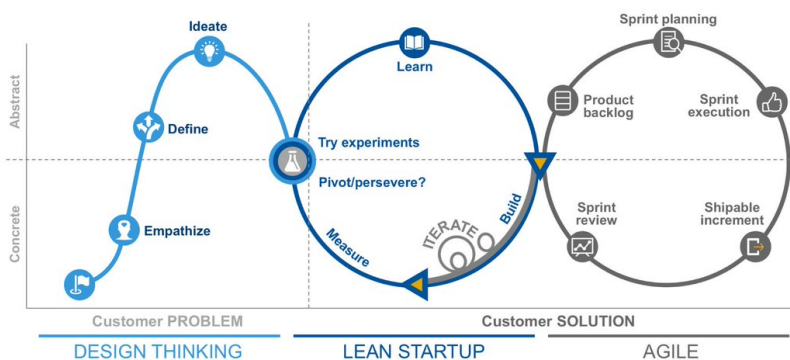 Ideate
Sprint planning
Learn
Abstract
Product
backlog
Sprint
execution
Define
Try experiments
Pivot/persevere?
Concrete
Empathize
Measure
ITERATE
Build
Sprint
review
Shipable
increment
Customer PROBLEM
Customer SOLUTION
DESIGN THINKING
LEAN STARTUP
AGILE